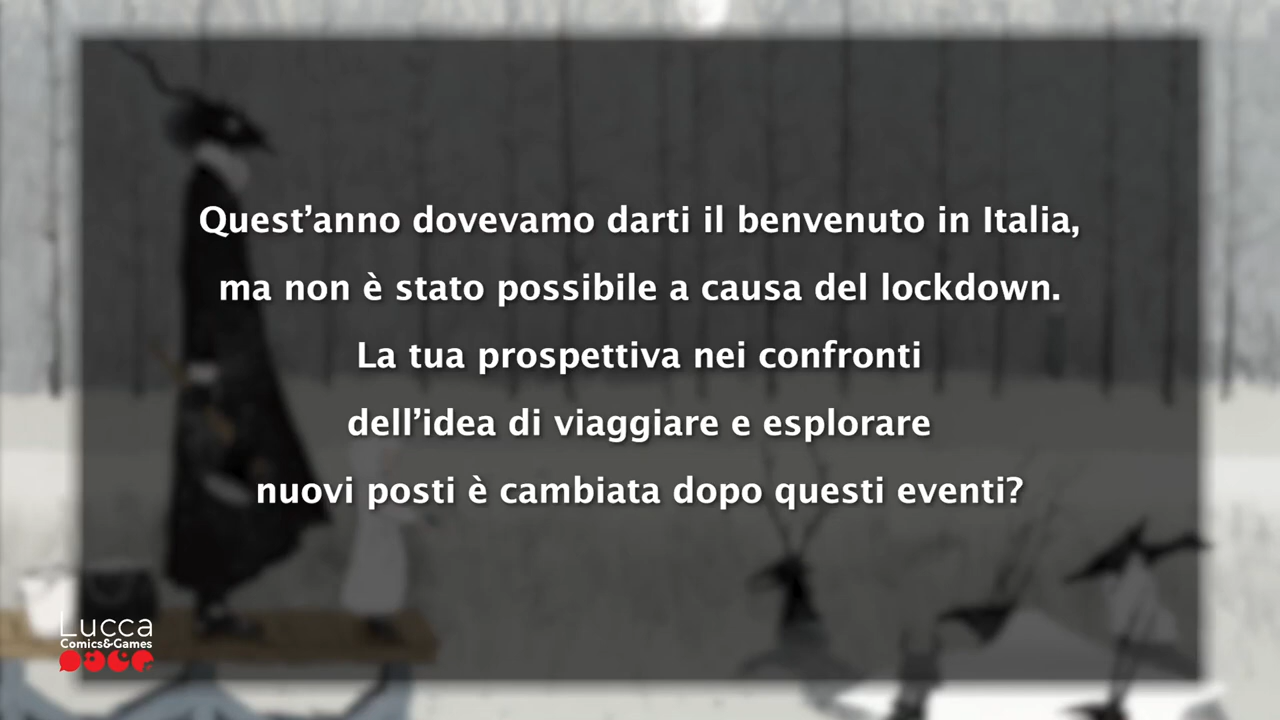 Quest’anno dovevamo darti il benvenuto in Italia,
ma non è stato possibile a causa del lockdown.
La tua prospettiva nei confronti
dell’idea di viaggiare e esplorare
nuovi posti è cambiata dopo questi eventi?
Lucca
Comics&Games